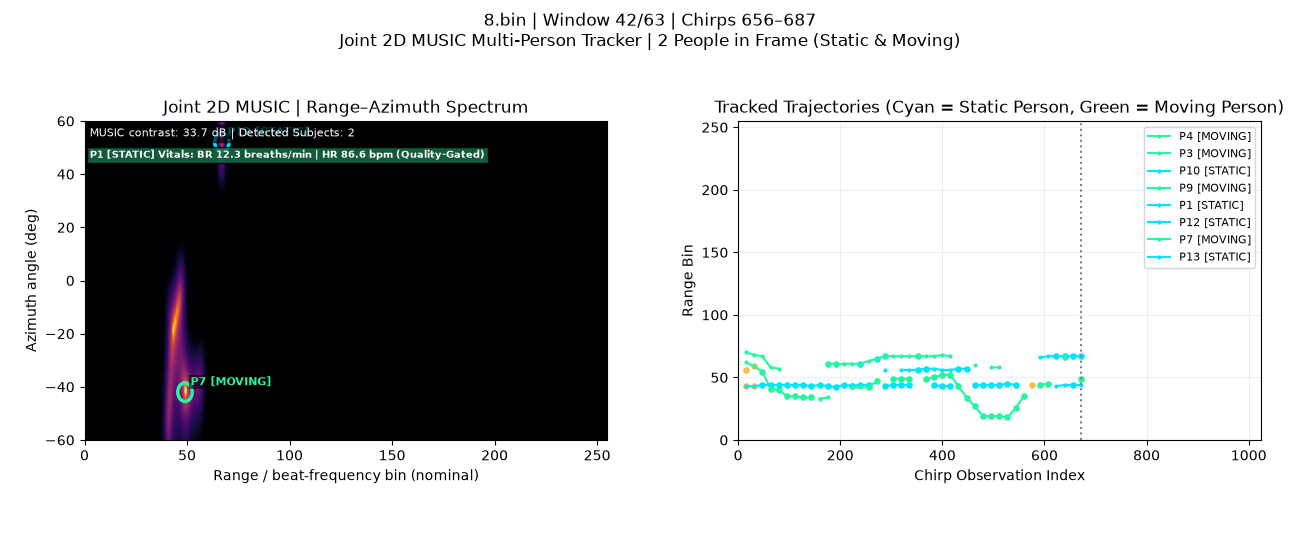 8.bin | Window 42/63 | Chirps 656–687
Joint 2D MUSIC Multi-Person Tracker | 2 People in Frame (Static & Moving)
Joint 2D MUSIC | Range–Azimuth Spectrum
MUSIC contrast: 33.7 dB | Detected Subjects: 2
P1 [STATIC] Vitals: BR 12.3 breaths/min | HR 86.6 bpm (Quality-Gated)
P7 [MOVING]
60
40
20
0
−20
−40
−60
Azimuth angle (deg)
0
50
100
150
200
250
Range / beat-frequency bin (nominal)
Tracked Trajectories (Cyan = Static Person, Green = Moving Person)
P4 [MOVING]
P3 [MOVING]
P10 [STATIC]
P9 [MOVING]
P1 [STATIC]
P12 [STATIC]
P7 [MOVING]
P13 [STATIC]
250
200
150
100
50
0
Range Bin
0
200
400
600
800
1000
Chirp Observation Index